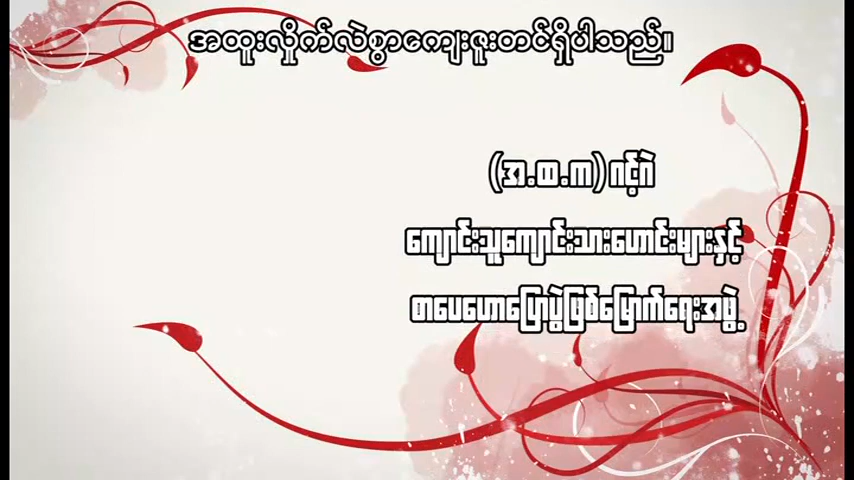 အထူးလှိုက်လဲစွာကျေးဇူးတင်ရှိပါသည်။
(အ.ထ.က)ဂင့်ဂဲ
ကျောင်းသူကျောင်းသားဟောင်းများနှင့်
စာပေဟောပြောပွဲဖြစ်မြောက်ရေးအဖွဲ့